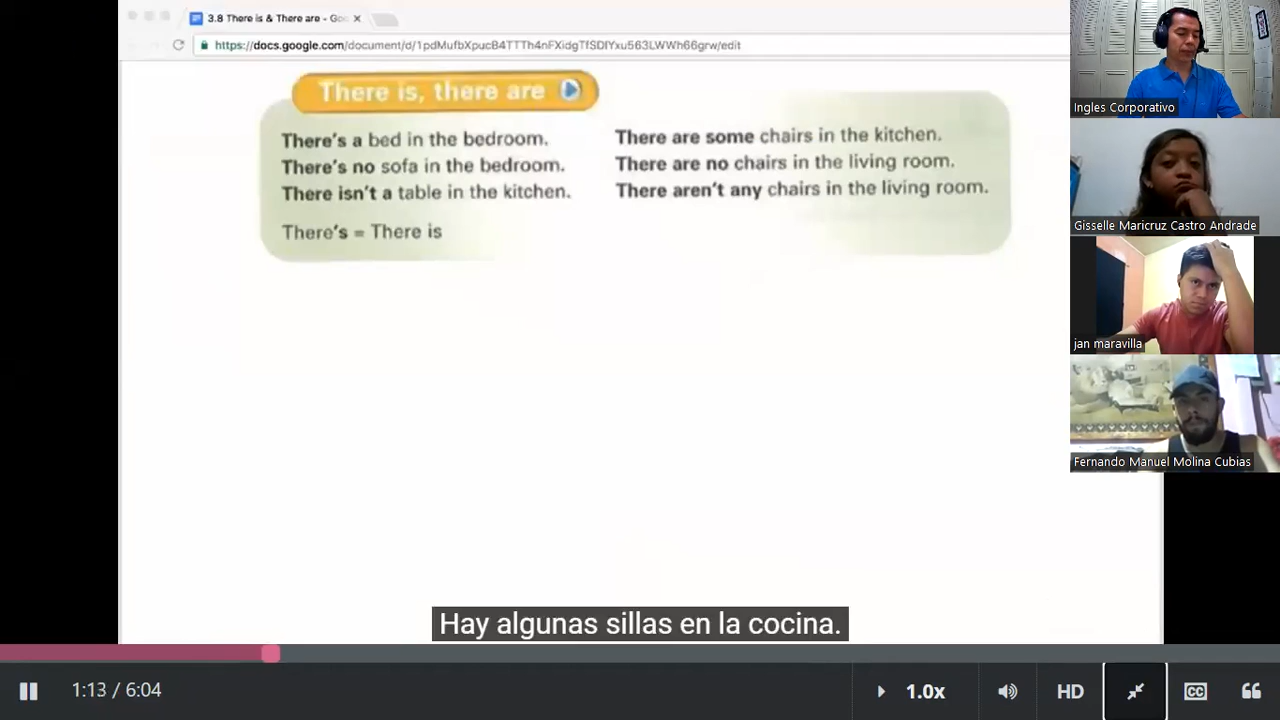 3.8 There is & There are - Goo
https://docs.google.com/document/d/1pdMufbXpucB4TTTh4nFXidgTfSDIYxu563LWWh66grw/edit
There is, there are
There's a bed in the bedroom.
There's no sofa in the bedroom.
There isn't a table in the kitchen.
There's = There is
There are some chairs in the kitchen.
There are no chairs in the living room.
There aren't any chairs in the living room.
Ingles Corporativo
Gisselle Maricruz Castro Andrade
jan maravilla
Fernando Manuel Molina Cubias
Hay algunas sillas en la cocina.
1:13 / 6:04
1.0x
HD
CC